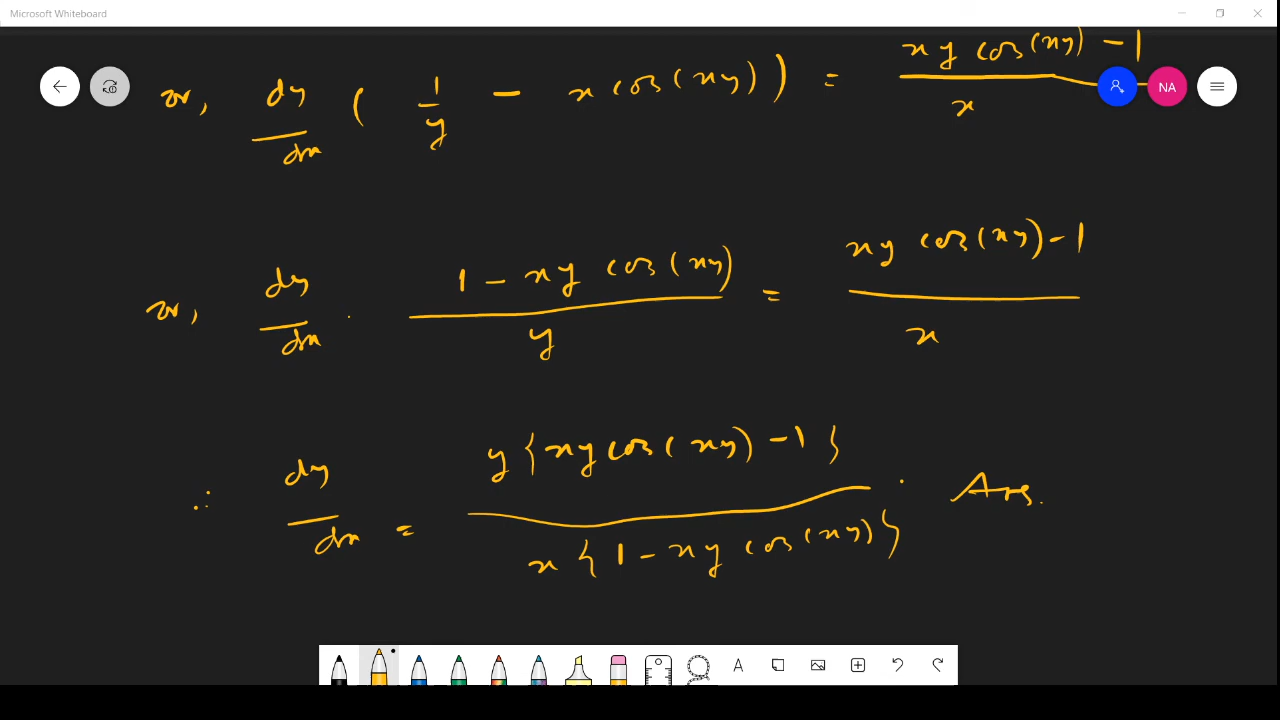 Microsoft Whiteboard
or, dy/dx ( 1/y - x cos(xy) ) = xy cos(xy) - 1 / x
NA
or, dy/dx . 1 - xy cos(xy) / y = xy cos(xy) - 1 / x
∴ dy/dx = y{xy cos(xy) - 1} / x{1 - xy cos(xy)} . Ans.
A